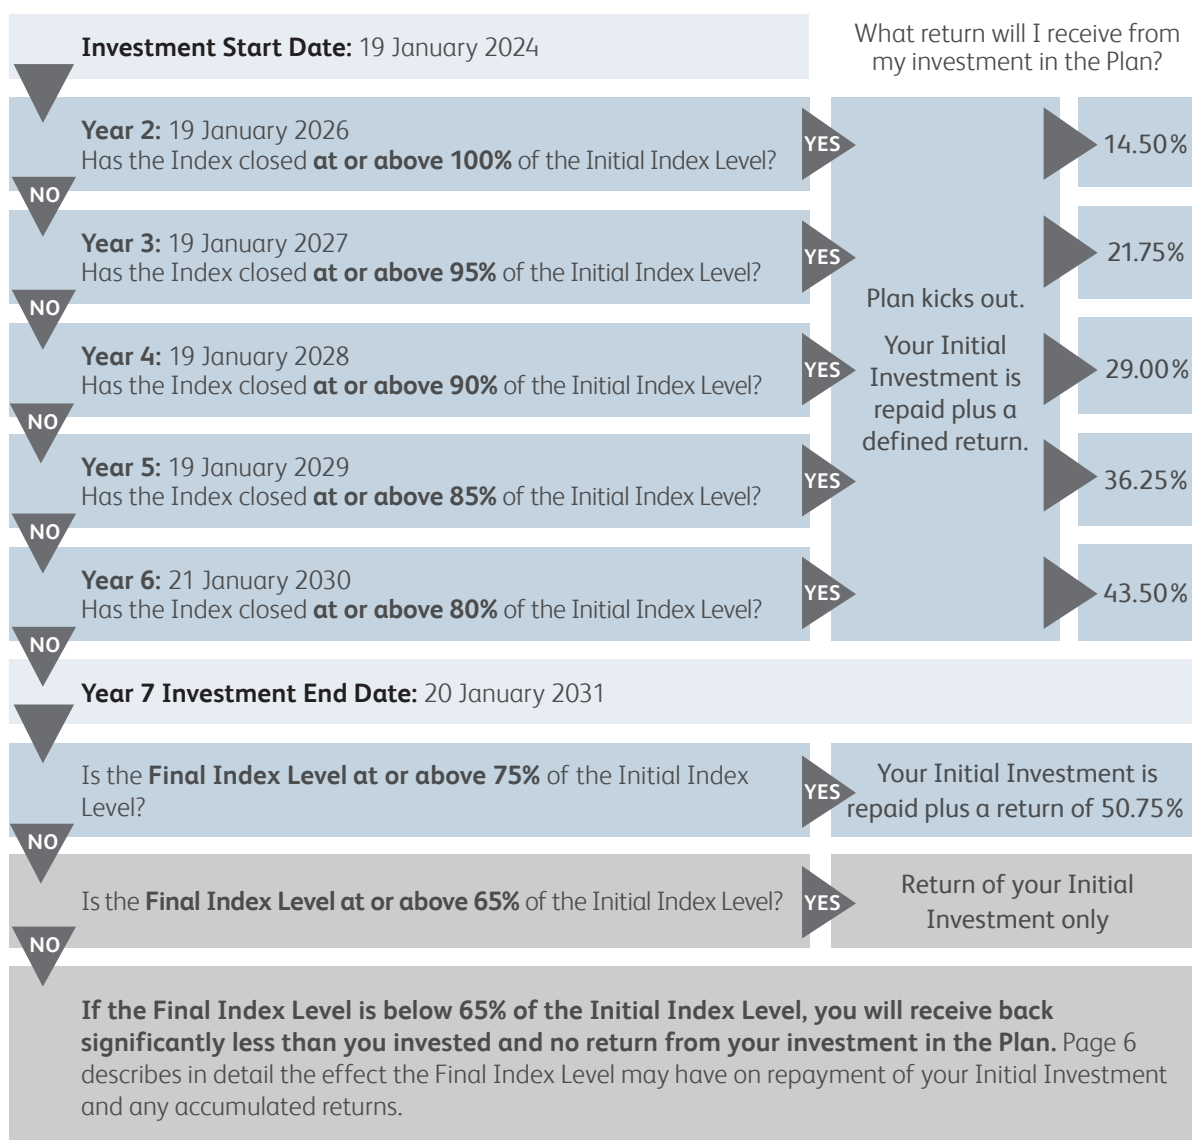 Investment Start Date: 19 January 2024
What return will I receive from
my investment in the Plan?
Year 2: 19 January 2026
Has the Index closed at or above 100% of the Initial Index Level?
YES
14.50%
NO
Year 3: 19 January 2027
Has the Index closed at or above 95% of the Initial Index Level?
YES
21.75%
NO
Plan kicks out.
Your Initial
Investment is
repaid plus a
defined return.
Year 4: 19 January 2028
Has the Index closed at or above 90% of the Initial Index Level?
YES
29.00%
NO
Year 5: 19 January 2029
Has the Index closed at or above 85% of the Initial Index Level?
YES
36.25%
NO
Year 6: 21 January 2030
Has the Index closed at or above 80% of the Initial Index Level?
YES
43.50%
NO
Year 7 Investment End Date: 20 January 2031
Is the Final Index Level at or above 75% of the Initial Index
Level?
YES
Your Initial Investment is
repaid plus a return of 50.75%
NO
Is the Final Index Level at or above 65% of the Initial Index Level?
YES
Return of your Initial
Investment only
NO
If the Final Index Level is below 65% of the Initial Index Level, you will receive back
significantly less than you invested and no return from your investment in the Plan. Page 6
describes in detail the effect the Final Index Level may have on repayment of your Initial Investment
and any accumulated returns.